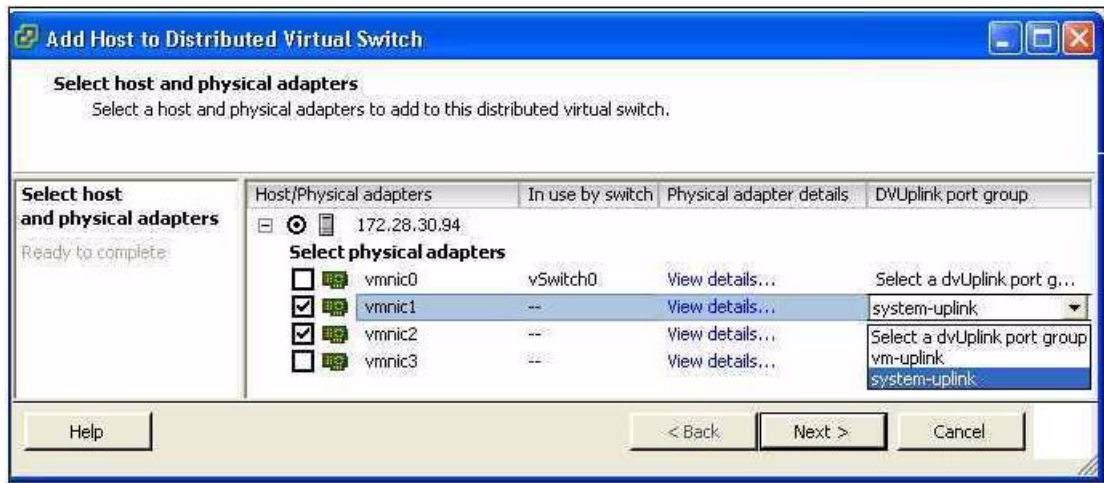 Add Host to Distributed Virtual Switch
Select host and physical adapters
Select a host and physical adapters to add to this distributed virtual switch.
Select host
and physical adapters
Ready to complete
Host/Physical adapters In use by switch Physical adapter details DVUplink port group
172.28.30.94
Select physical adapters
vmnic0 vSwitch0 View details... Select a dvUplink port g...
vmnic1 -- View details... system-uplink
vmnic2 -- View details... Select a dvUplink port group
vmnic3 -- View details... vm-uplink
system-uplink
Help < Back Next > Cancel